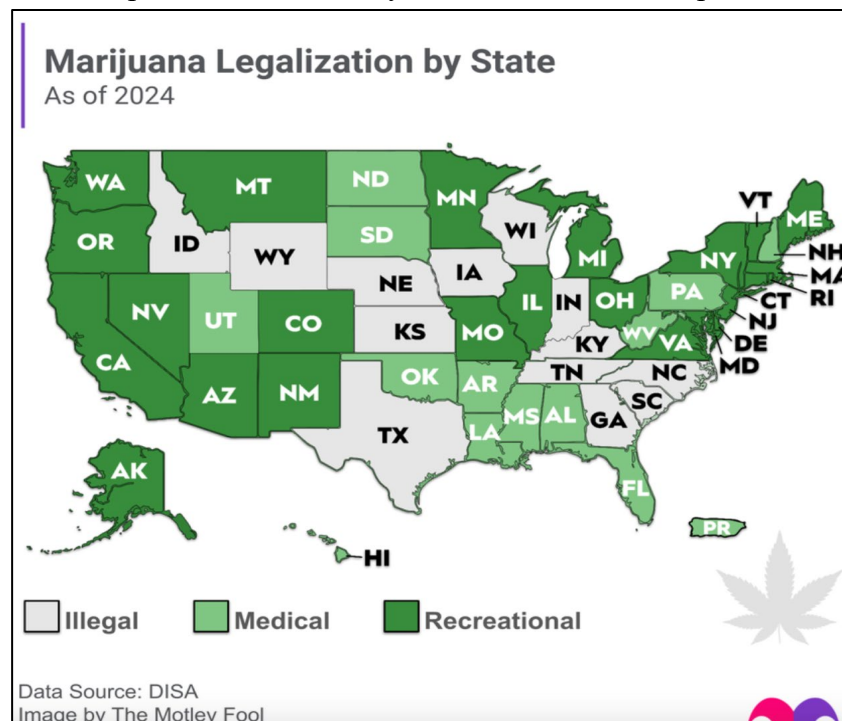 Marijuana Legalization by State
As of 2024
WA
MT
ND
MN
VT
ME
OR
ID
SD
WI
WY
MI
NY
NH
MA
NE
IA
PA
RI
NV
IL
IN
OH
CT
UT
CO
NJ
KS
MO
WV
VA
DE
CA
KY
MD
TN
NC
AZ
NM
OK
AR
SC
TX
MS
AL
GA
LA
AK
FL
PR
HI
Illegal
Medical
Recreational
Data Source: DISA
Image by The Motley Fool